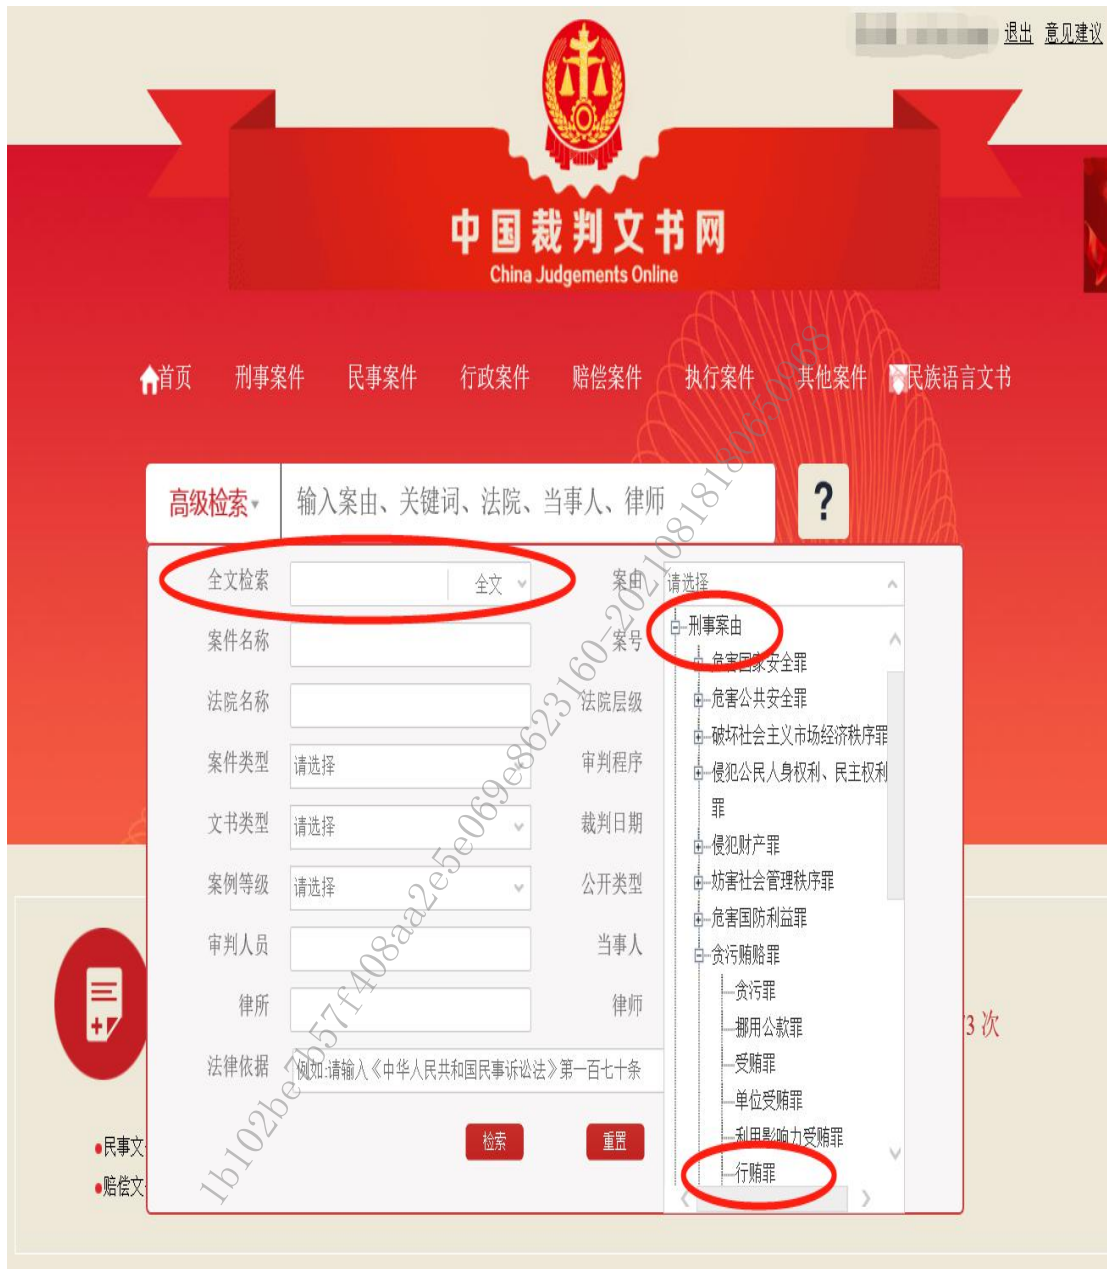 退出 意见建议
中国裁判文书网
China Judgements Online
首页 刑事案件 民事案件 行政案件 赔偿案件 执行案件 其他案件 民族语言文书
高级检索 输入案由、关键词、法院、当事人、律师 ?
全文检索 全文 案由 请选择
刑事案由
案件名称 案号
危害国家安全罪
法院名称 法院层级 危害公共安全罪
破坏社会主义市场经济秩序罪
案件类型 请选择 审判程序 侵犯公民人身权利、民主权利
罪
文书类型 请选择 裁判日期
侵犯财产罪
案例等级 请选择 公开类型 妨害社会管理秩序罪
危害国防利益罪
审判人员 当事人 贪污贿赂罪
贪污罪
律所 律师
挪用公款罪
3 次
法律依据 例如:请输入《中华人民共和国民事诉讼法》第一百七十条 受贿罪
单位受贿罪
检索 重置 利用影响力受贿罪
民事文
行贿罪
赔偿文
1b102be7b57f408aa2e5e069e8623160-20210818180650968